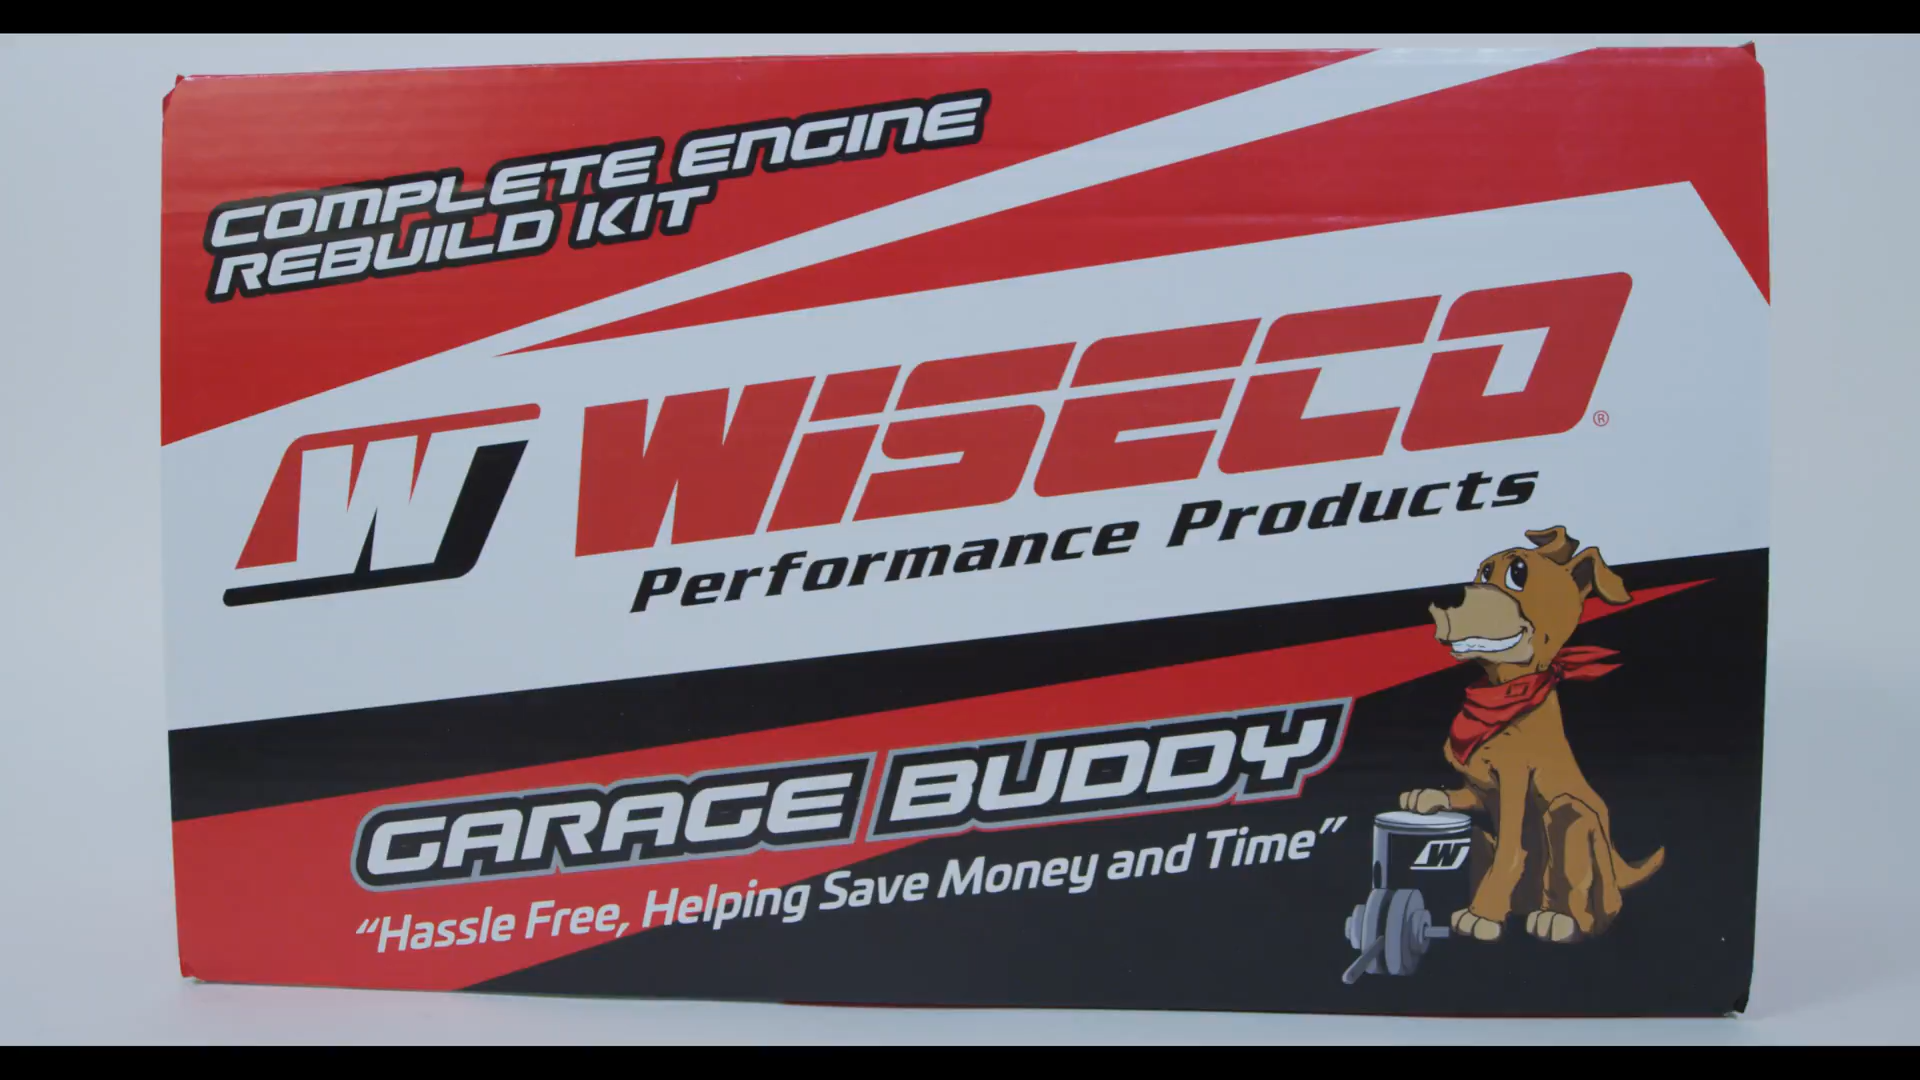 COMPLETE ENGINE
REBUILD KIT
W WISECO®
Performance Products
GARAGE BUDDY
“Hassle Free, Helping Save Money and Time”
W